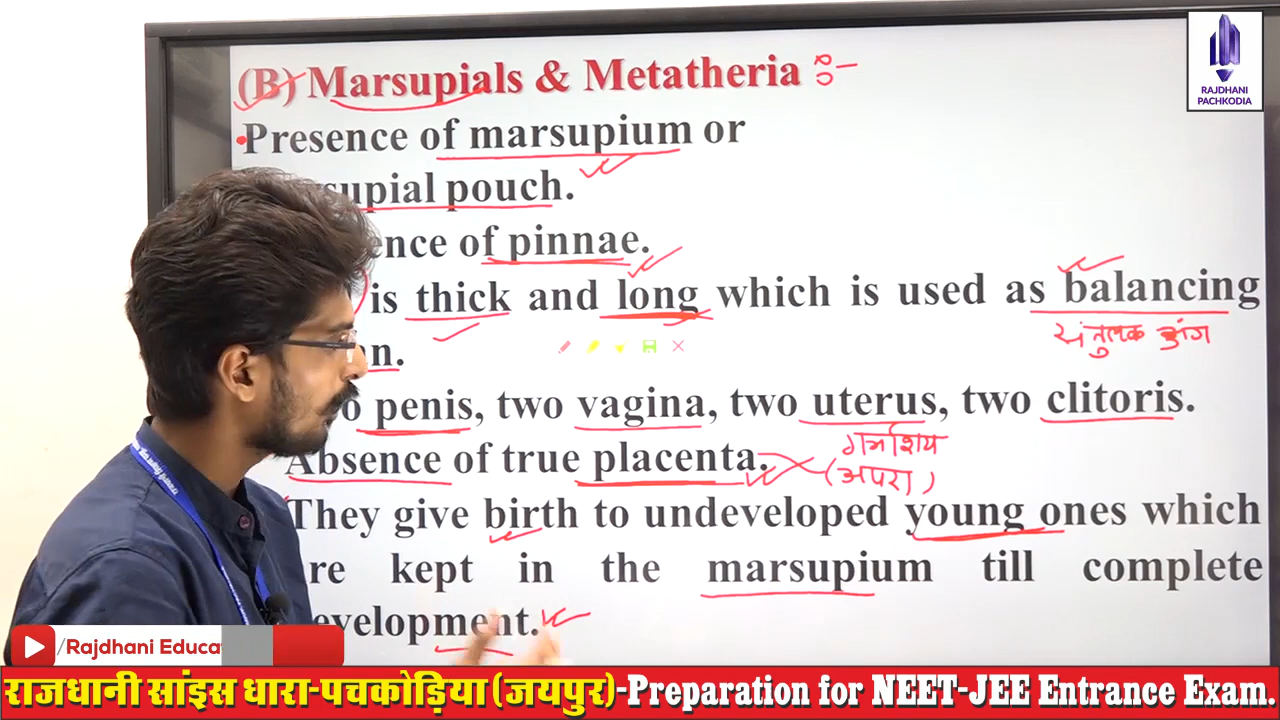 (B) Marsupials & Metatheria :-
Presence of marsupium or
supial pouch.
ence of pinnae.
is thick and long which is used as balancing
संतुलक अंग
an.
o penis, two vagina, two uterus, two clitoris.
गर्भाशय
Absence of true placenta.
(अपरा)
They give birth to undeveloped young ones which
re kept in the marsupium till complete
evelopment.
RAJDHANI
PACHKODIA
/Rajdhani Educa
राजधानी सांइस धारा-पचकोड़िया (जयपुर)-Preparation for NEET-JEE Entrance Exam.